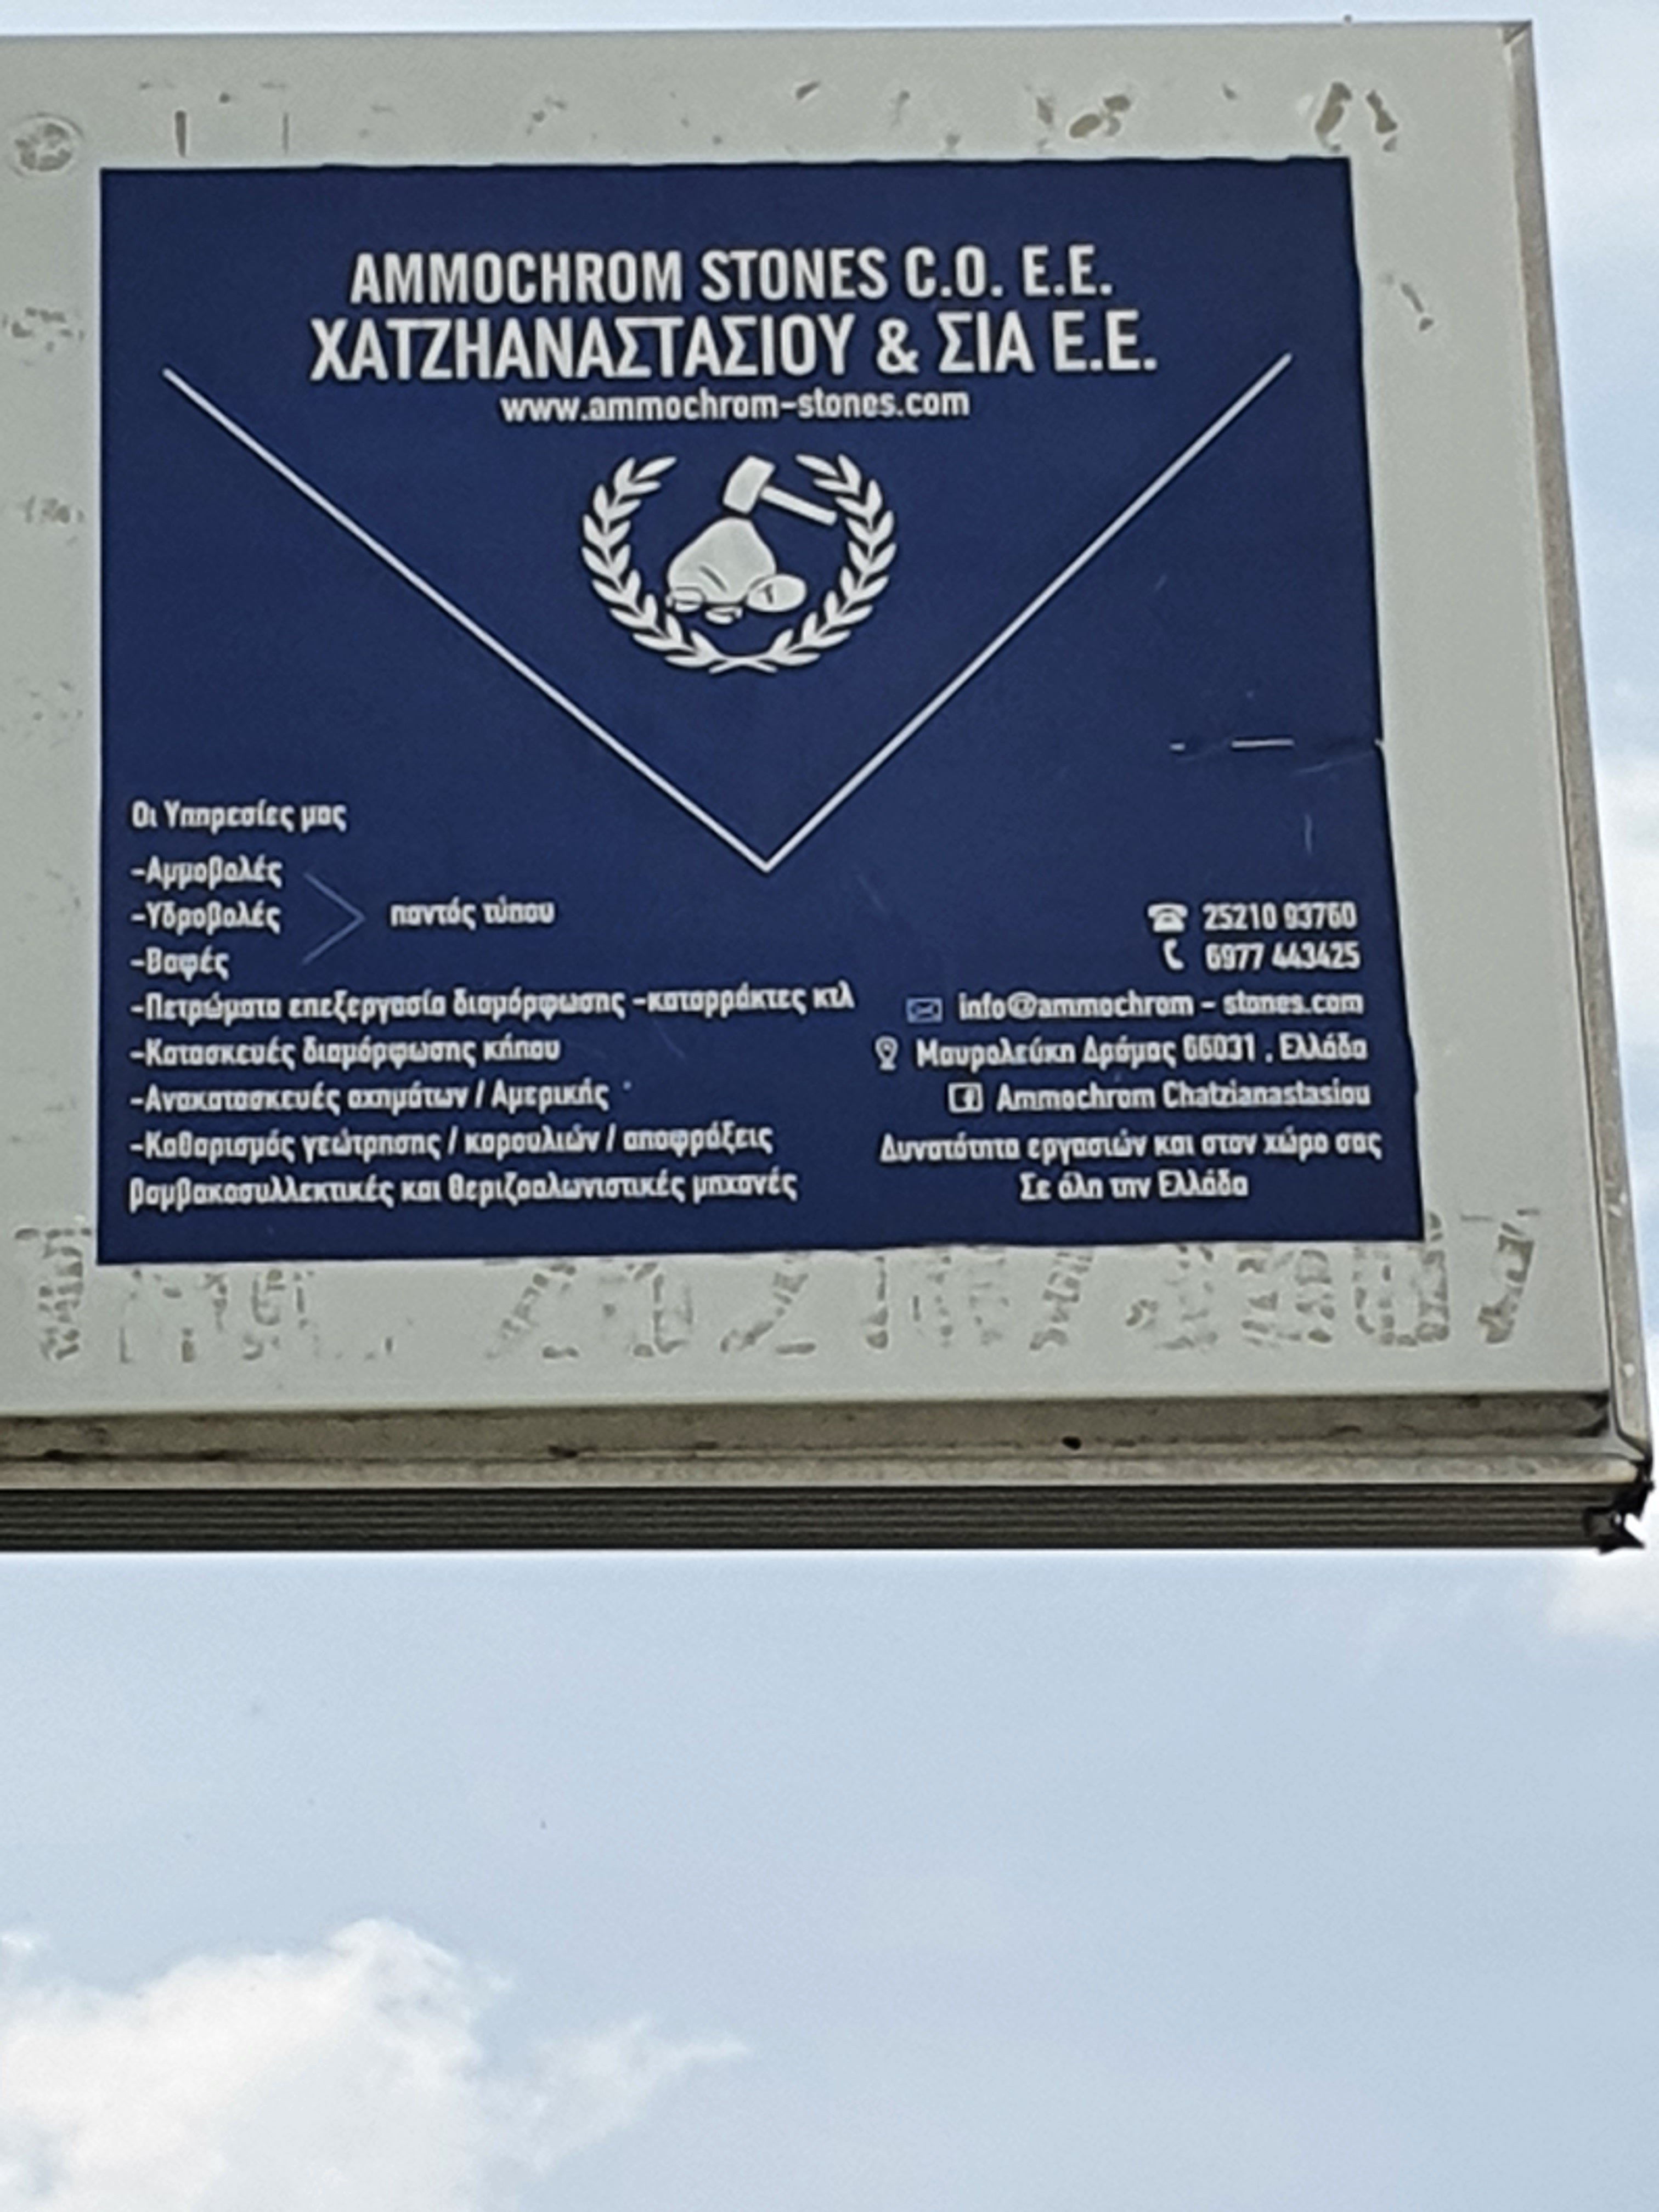 AMMOCHROM STONES C.O. E.E.
ΧΑΤΖΗΑΝΑΣΤΑΣΙΟΥ & ΣΙΑ Ε.Ε.
www.ammochrom-stones.com
Οι Υπηρεσίες μας
-Αμμοβολές
-Υδροβολές
-Βαφές
παντός τύπου
-Πετρώματα επεξεργασία διαμόρφωσης -καταρράκτες κτλ
-Κατασκευές διαμόρφωσης κήπου
-Ανακατασκευές οχημάτων / Αμερικής
-Καθαρισμός γεώτρησης / καρουλιών / αποφράξεις
βαμβακοσυλλεκτικές και θεριζοαλωνιστικές μηχανές
25210 93760
6977 443425
info@ammochrom - stones.com
Μαυρολεύκη Δράμας 66031 , Ελλάδα
Ammochrom Chatzianastasiou
Δυνατότητα εργασιών και στον χώρο σας
Σε όλη την Ελλάδα